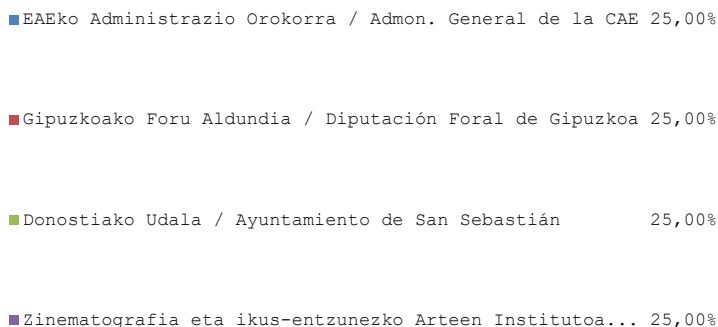 EAEko Administrazio Orokorra / Admon. General de la CAE 25,00%
Gipuzkoako Foru Aldundia / Diputación Foral de Gipuzkoa 25,00%
Donostiako Udala / Ayuntamiento de San Sebastián 25,00%
Zinematografia eta ikus-entzunezko Arteen Institutoa... 25,00%